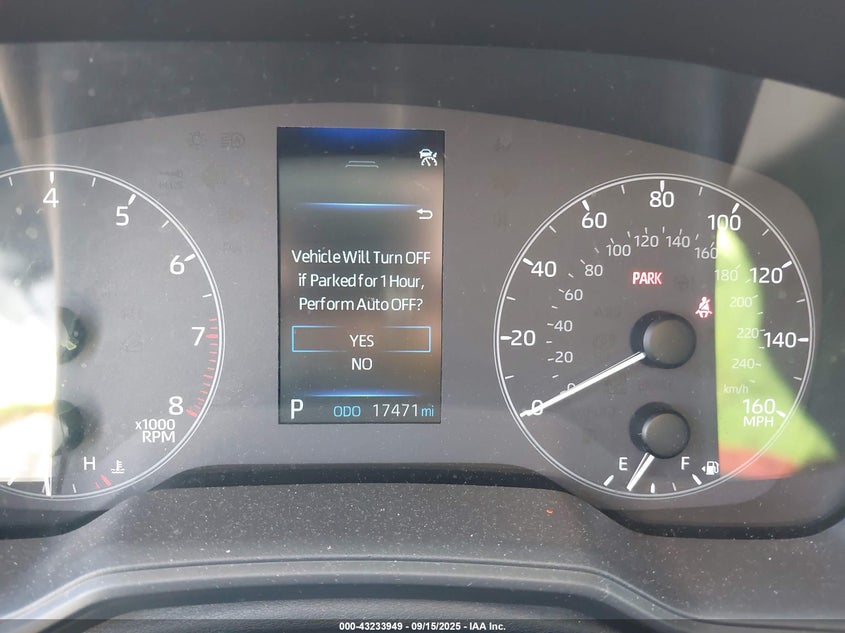 4
5
6
7
8
x1000
RPM
H
Vehicle Will Turn OFF
if Parked for 1 Hour,
Perform Auto OFF?
YES
NO
P ODO 17471 mi
0
20
40
60
80
100
120
140
160
MPH
20
40
60
80
100
120
140
160
180
200
220
240
km/h
PARK
E
F
000-43233949 - 09/15/2025 - IAA Inc.